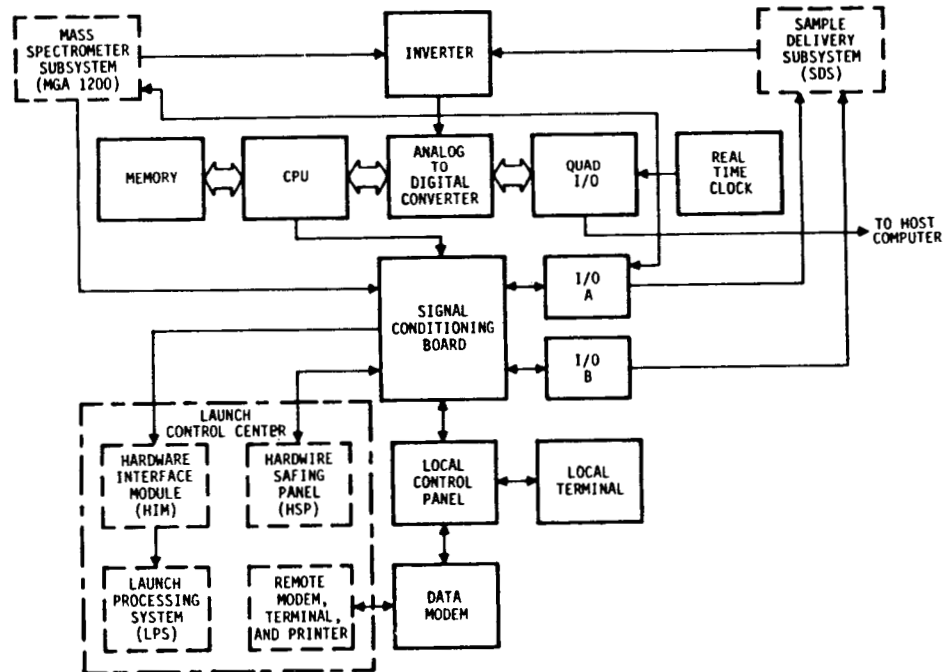 MASS
SPECTROMETER
SUBSYSTEM
(MGA 1200)
INVERTER
SAMPLE
DELIVERY
SUBSYSTEM
(SDS)
MEMORY
CPU
ANALOG
TO
DIGITAL
CONVERTER
QUAD
I/O
REAL
TIME
CLOCK
TO HOST
COMPUTER
SIGNAL
CONDITIONING
BOARD
I/O
A
I/O
B
LAUNCH
CONTROL CENTER
HARDWARE
INTERFACE
MODULE
(HIM)
HARDWIRE
SAFING
PANEL
(HSP)
LOCAL
CONTROL
PANEL
LOCAL
TERMINAL
LAUNCH
PROCESSING
SYSTEM
(LPS)
REMOTE
MODEM,
TERMINAL,
AND PRINTER
DATA
MODEM